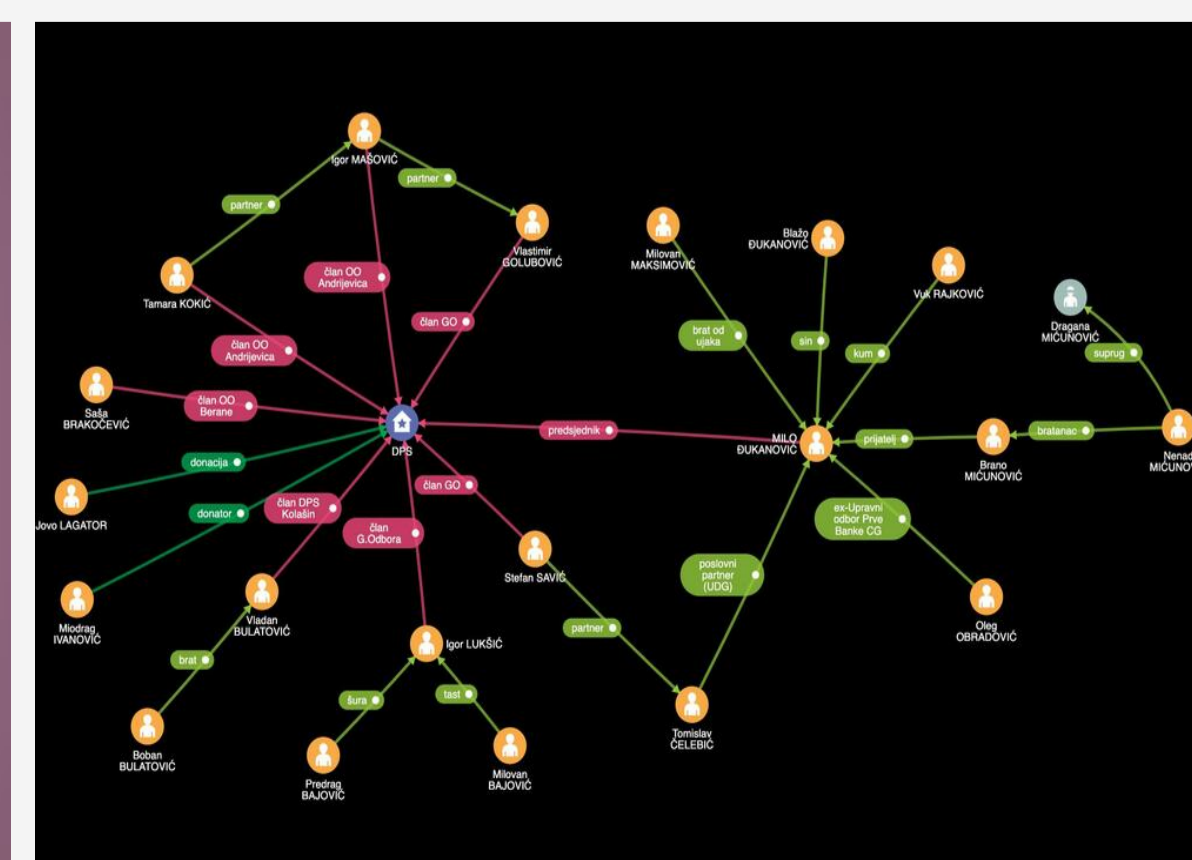 Igor MAŠOVIĆ
partner
partner
Vlastimir
GOLUBOVIĆ
Tamara KOKIĆ
član OO
Andrijevica
član GO
član OO
Andrijevica
Saša
BRAKOČEVIĆ
član OO
Berane
DPS
donacija
Jovo LAGATOR
donator
Miodrag
IVANOVIĆ
član DPS
Kolašin
član
G.Odbora
član GO
Stefan SAVIĆ
Vladan
BULATOVIĆ
brat
Boban
BULATOVIĆ
Igor LUKŠIĆ
šura
tast
Predrag
BAJOVIĆ
Milovan
BAJOVIĆ
partner
Tomislav
ČELEBIĆ
poslovni
partner
(UDG)
predsjednik
MILO
ĐUKANOVIĆ
Milovan
MAKSIMOVIĆ
brat od
ujaka
Blažo
ĐUKANOVIĆ
sin
Vuk RAJKOVIĆ
kum
prijatelj
Brano
MIĆUNOVIĆ
bratanac
Nenad
Dragana
MIĆUNOVIĆ
suprug
ex-Upravni
odbor Prve
Banke CG
Oleg
OBRADOVIĆ